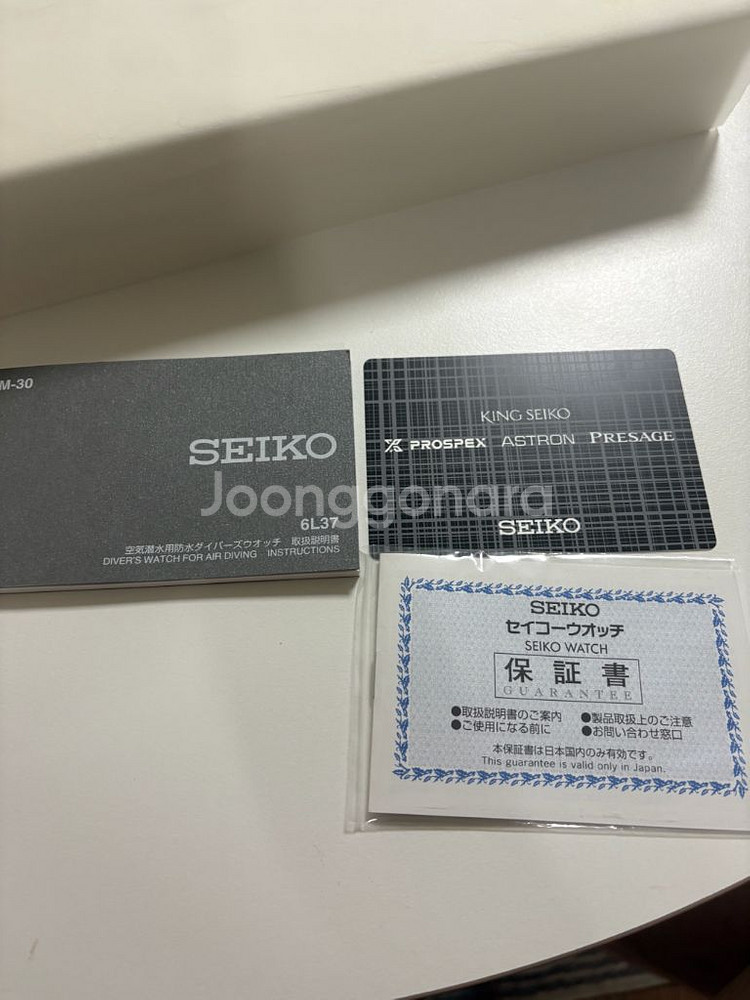 M-30
SEIKO
6L37
空気潜水用防水ダイバーズウオッチ 取扱説明書
DIVER'S WATCH FOR AIR DIVING INSTRUCTIONS
KING SEIKO
PROSPEX ASTRON PRESAGE
SEIKO
Joonggonara
SEIKO
セイコーウオッチ
SEIKO WATCH
保証書
GUARANTEE
●取扱説明書のご案内 ●製品取扱上のご注意
●ご使用になる前に ●お問い合わせ窓口
本保証書は日本国内のみ有効です。
This guarantee is valid only in Japan.